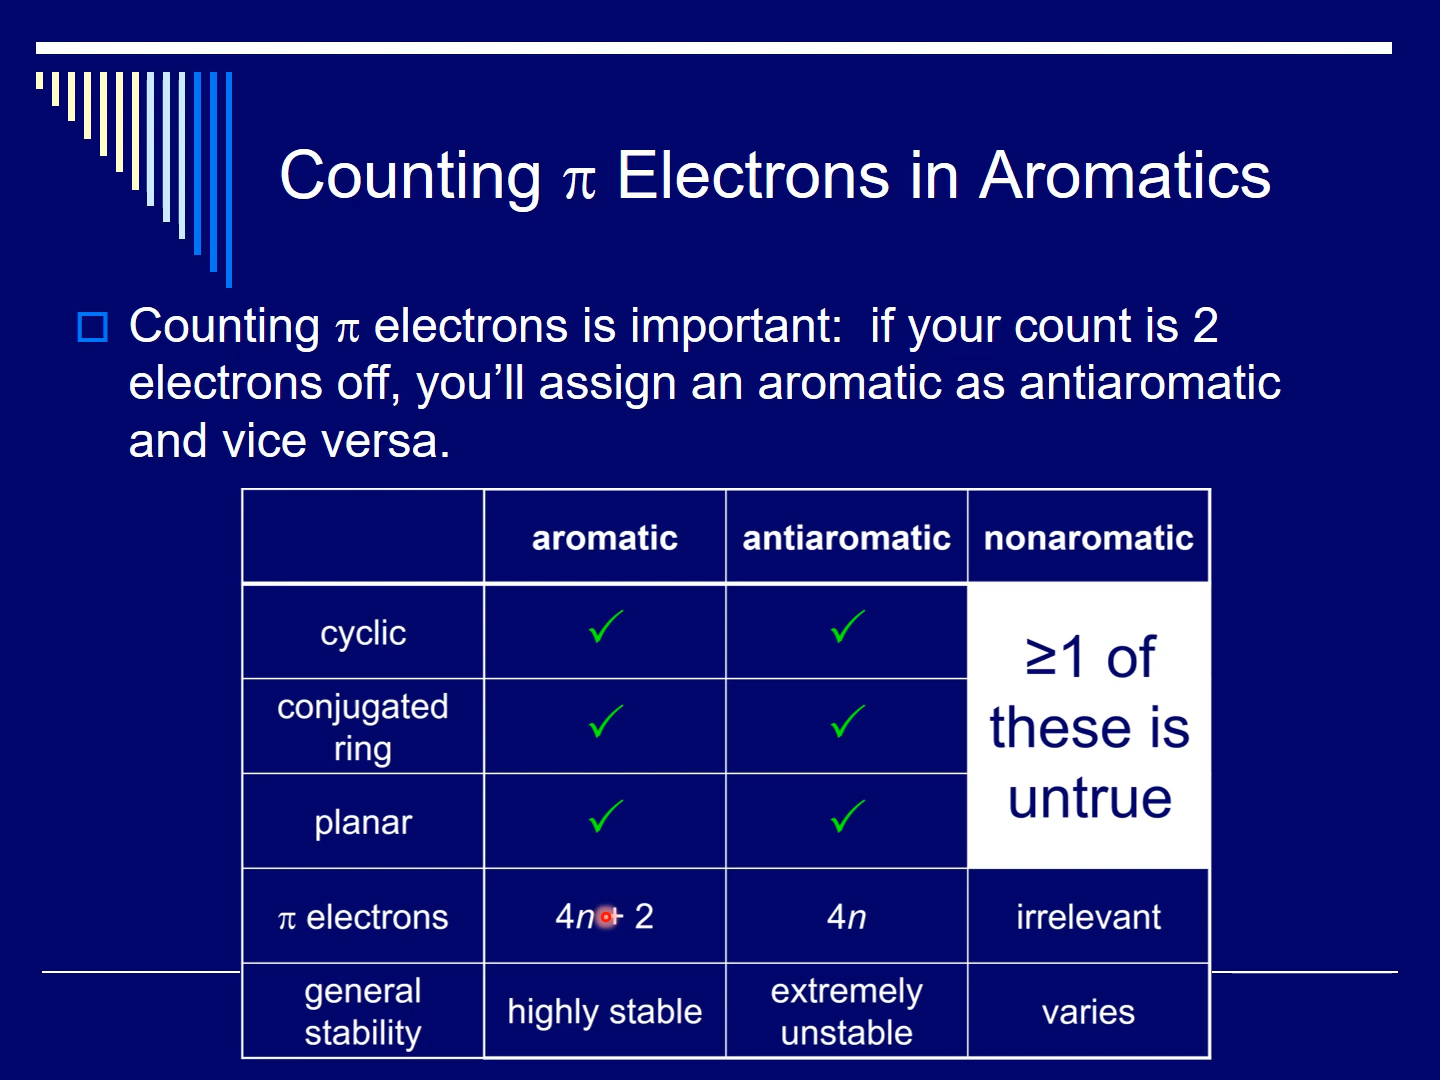 Counting π Electrons in Aromatics
Counting π electrons is important:  if your count is 2
electrons off, you’ll assign an aromatic as antiaromatic
and vice versa.
aromatic antiaromatic nonaromatic
cyclic ✓ ✓
conjugated
ring ✓ ✓
planar ✓ ✓
≥1 of
these is
untrue
π electrons 4n + 2 4n irrelevant
general
stability
highly stable
extremely
unstable
varies